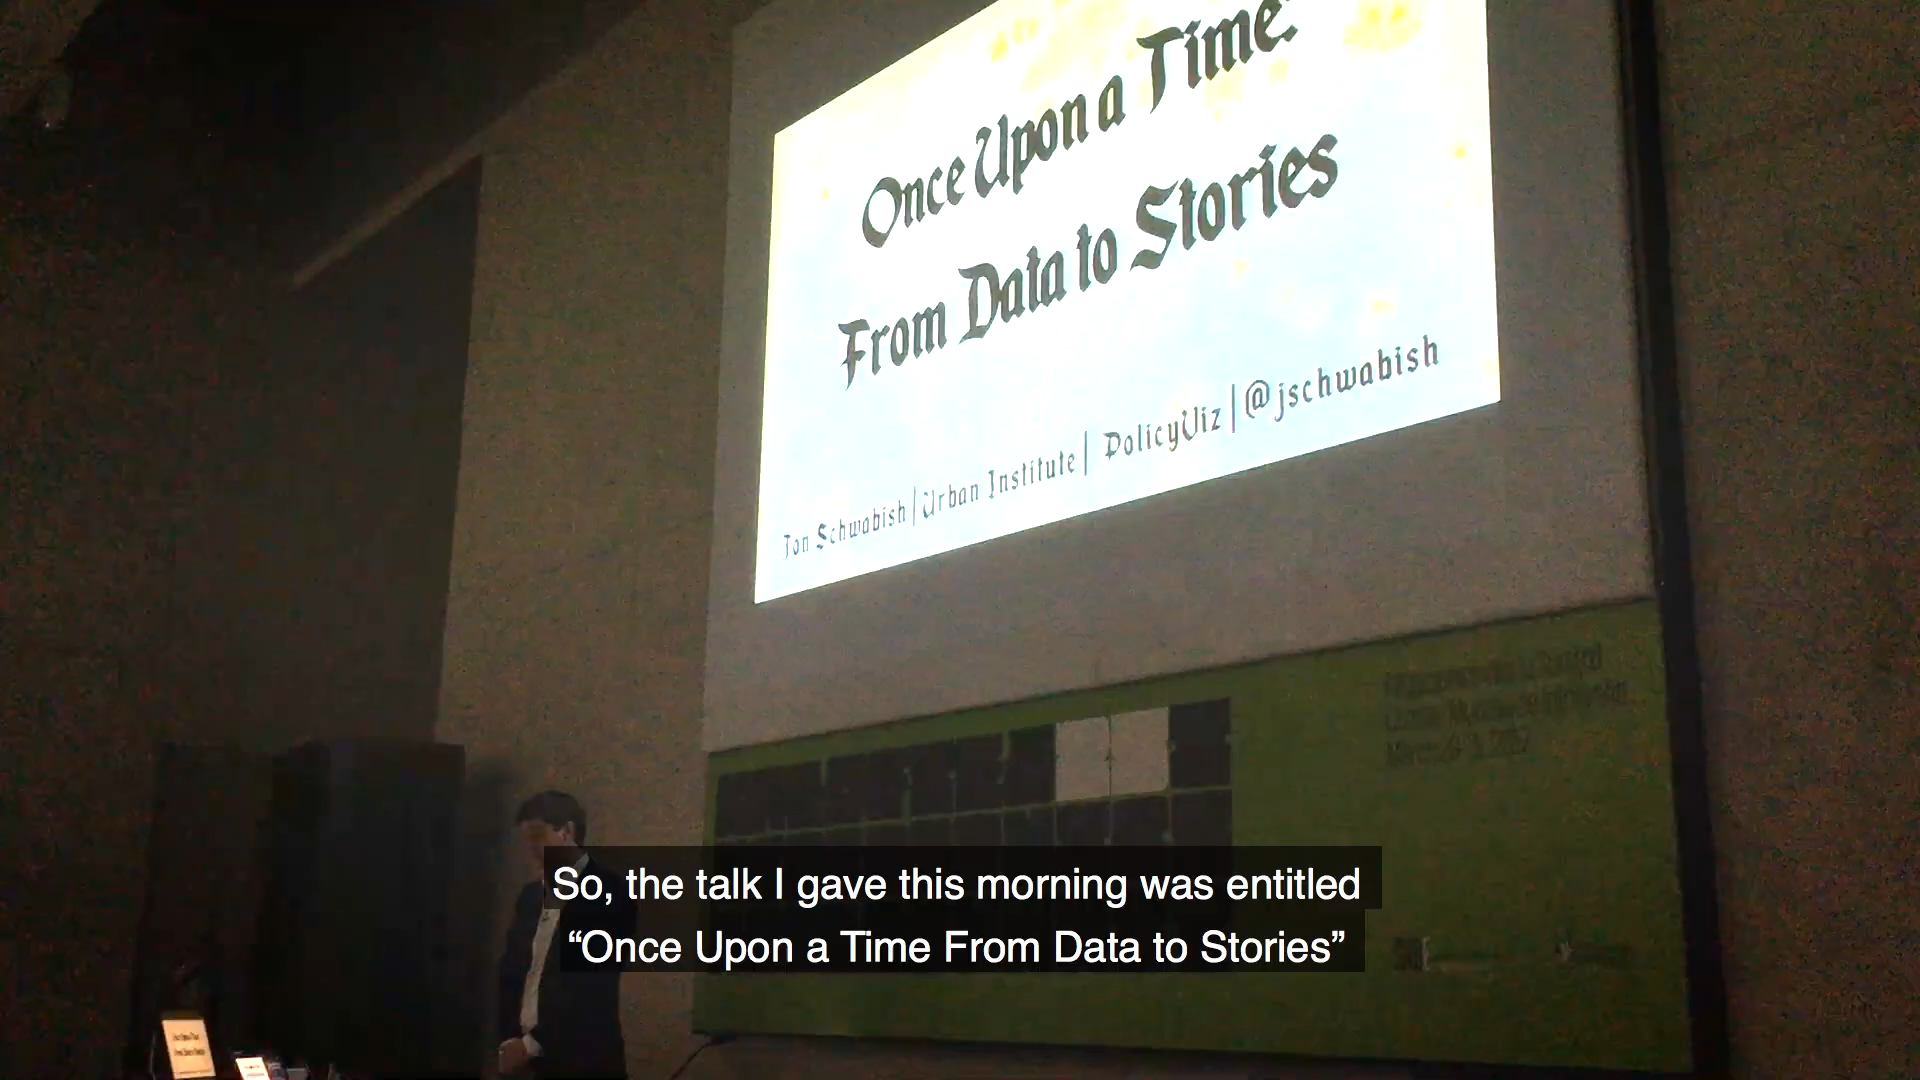 Once Upon a Time:
From Data to Stories
Jon Schwabish | Urban Institute | PolicyViz | @jschwabish
So, the talk I gave this morning was entitled
“Once Upon a Time From Data to Stories”